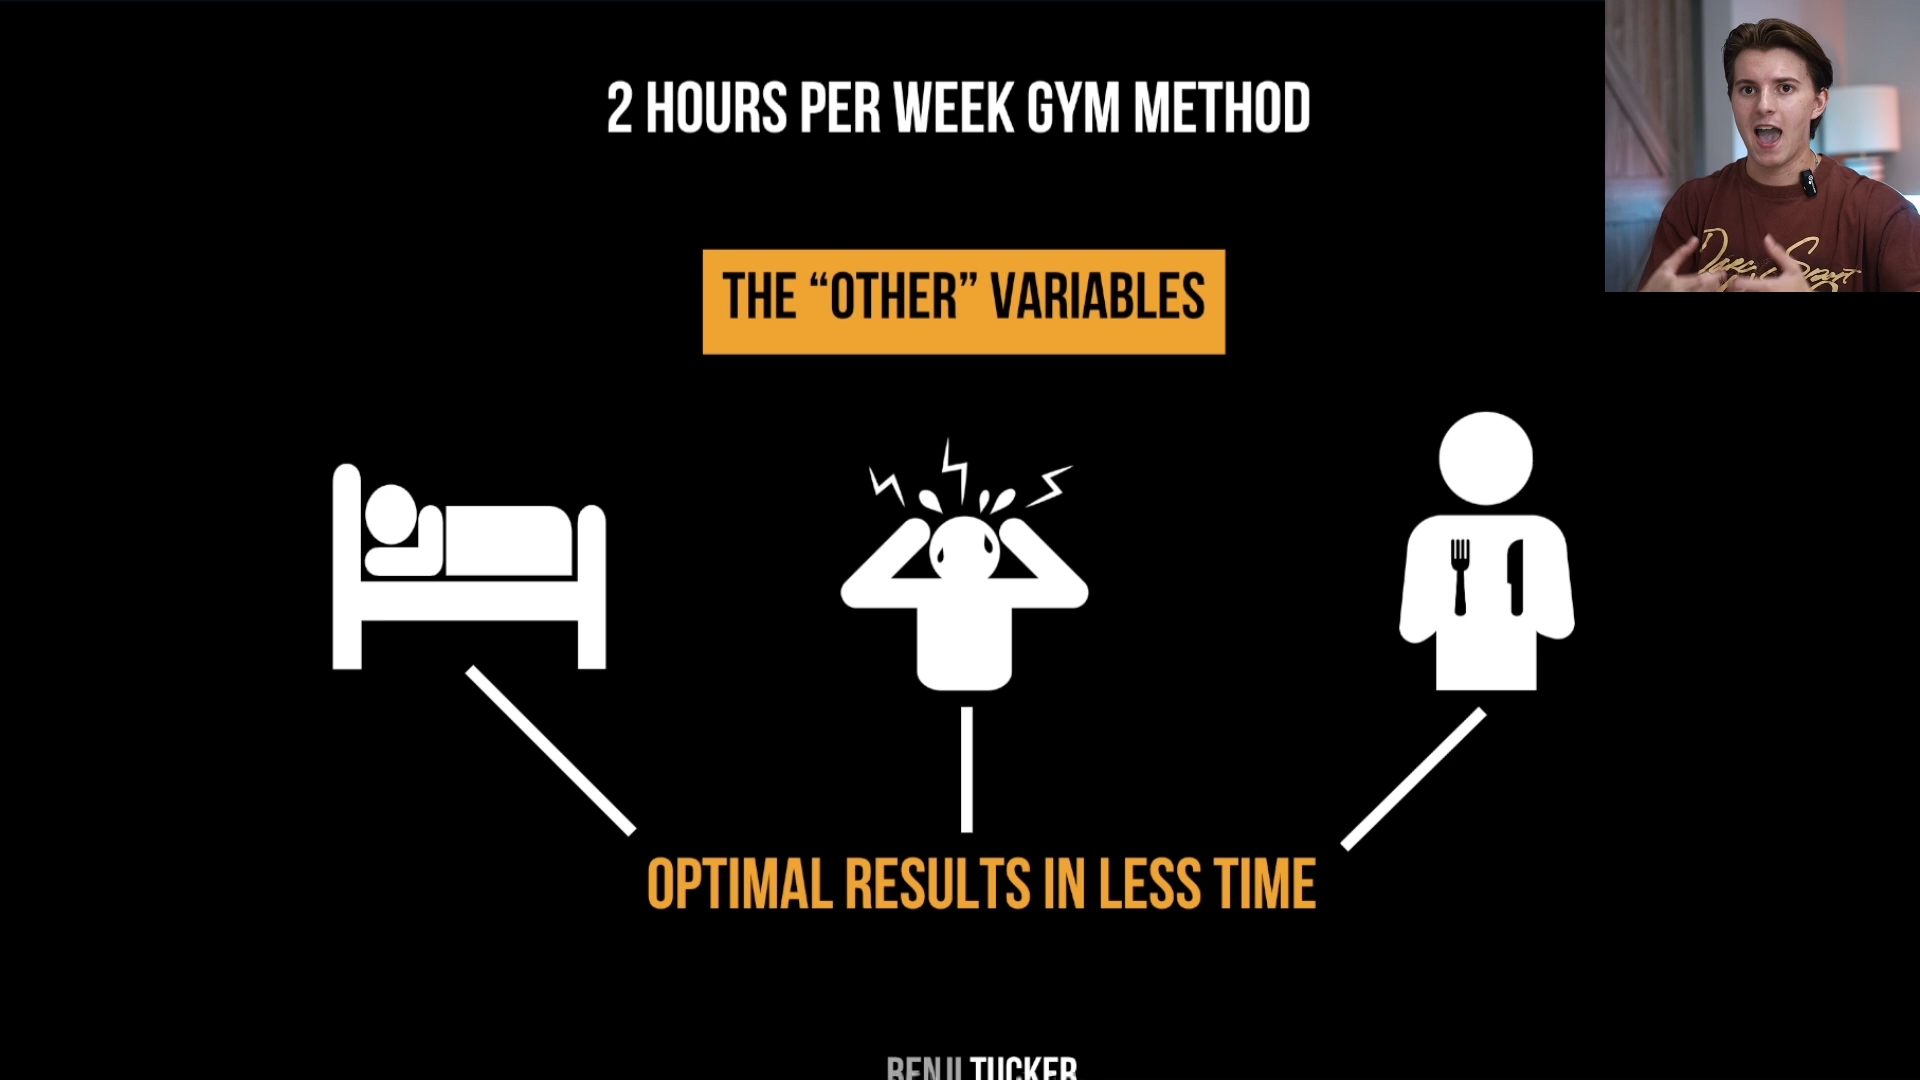 2 HOURS PER WEEK GYM METHOD
THE “OTHER” VARIABLES
OPTIMAL RESULTS IN LESS TIME
BENJI TUCKER